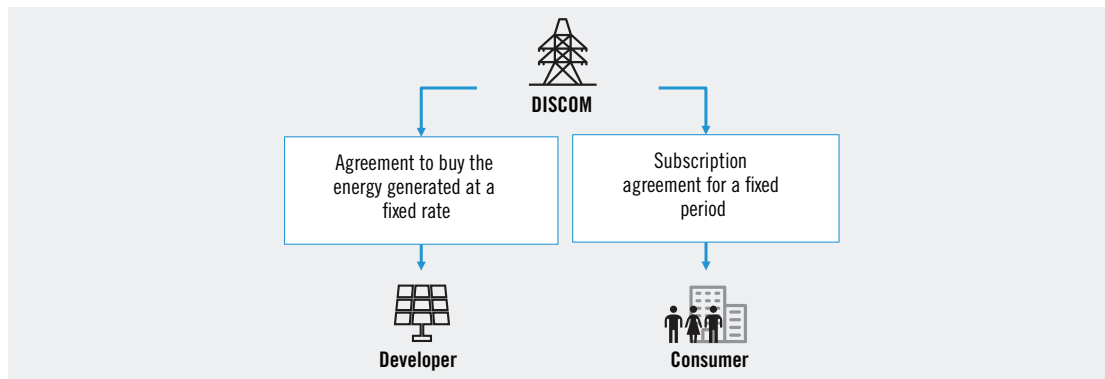 DISCOM
Agreement to buy the
energy generated at a
fixed rate
Subscription
agreement for a fixed
period
Developer
Consumer